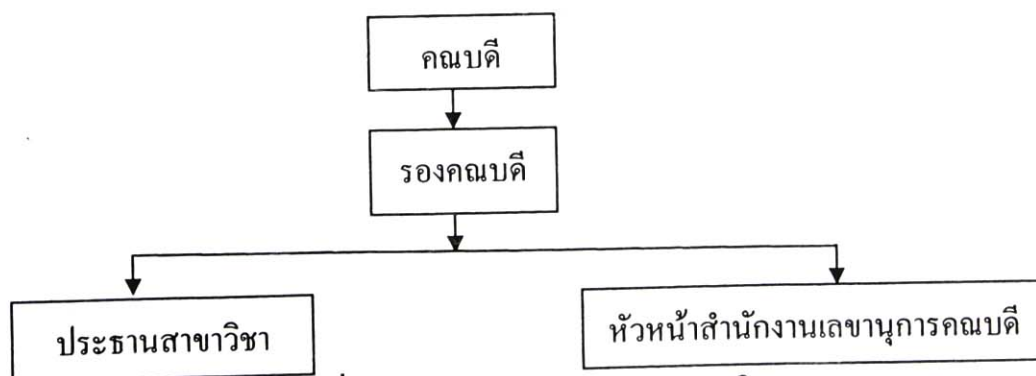 คณบดี
รองคณบดี
ประธานสาขาวิชา
หัวหน้าสำนักงานเลขานุการคณบดี